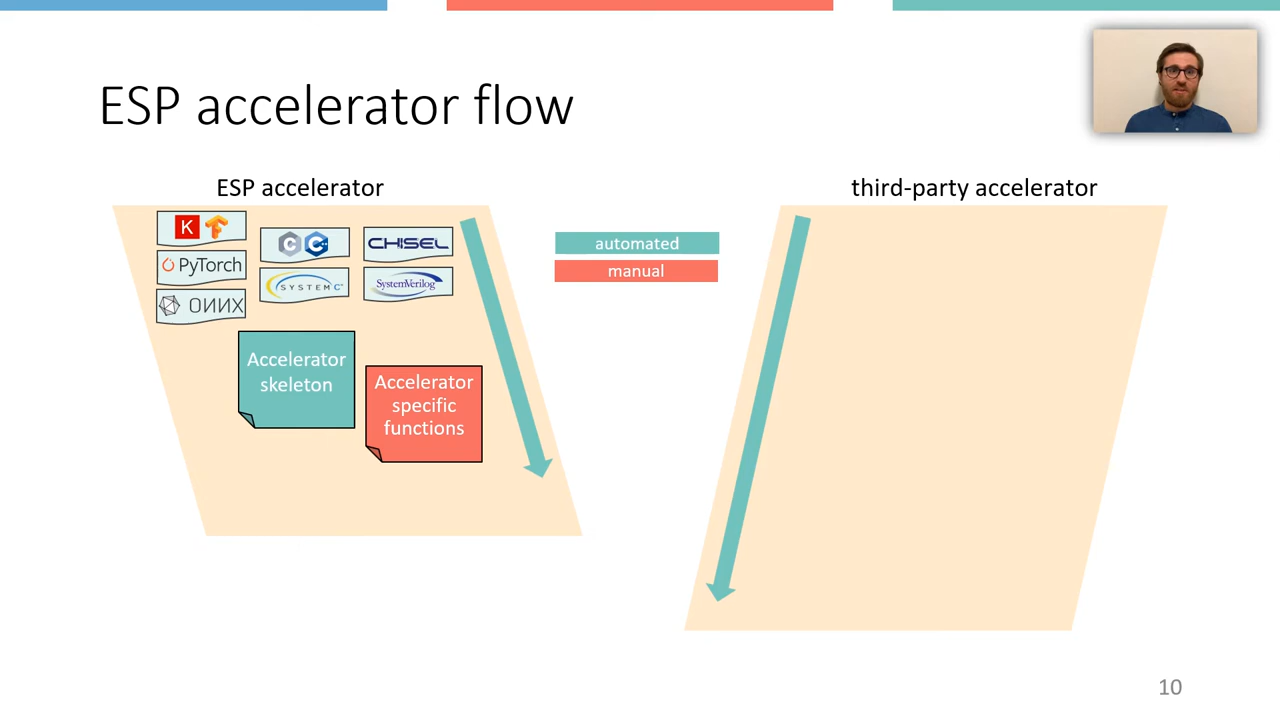 ESP accelerator flow
ESP accelerator
third-party accelerator
K
PyTorch
ONNX
C
C++
SYSTEMC
CHISEL
SystemVerilog
automated
manual
Accelerator
skeleton
Accelerator
specific
functions
10